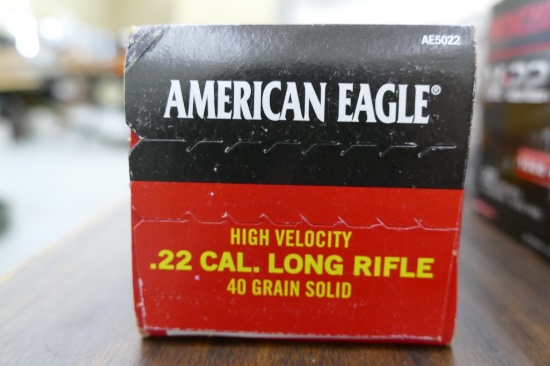 AE5022
AMERICAN EAGLE®
HIGH VELOCITY
.22 CAL. LONG RIFLE
40 GRAIN SOLID